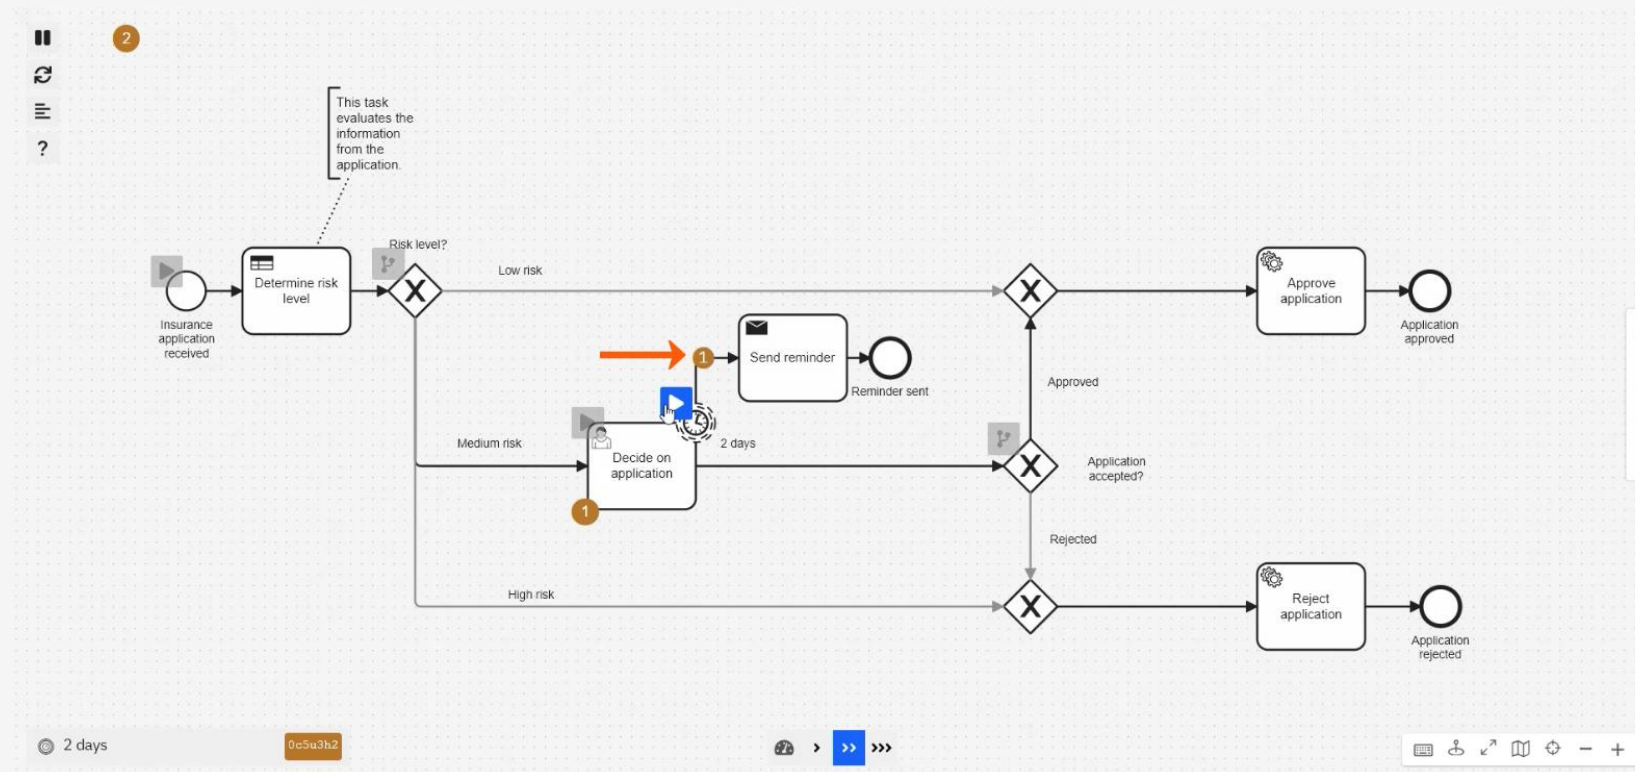 2
?
This task
evaluates the
information
from the
application.
Risk level?
Low risk
Determine risk
level
X
X
Approve
application
Insurance
application
received
Application
approved
1
Send reminder
Reminder sent
Approved
Medium risk
2 days
Decide on
application
X
Application
accepted?
1
Rejected
High risk
X
Reject
application
Application
rejected
2 days
0c5u3h2